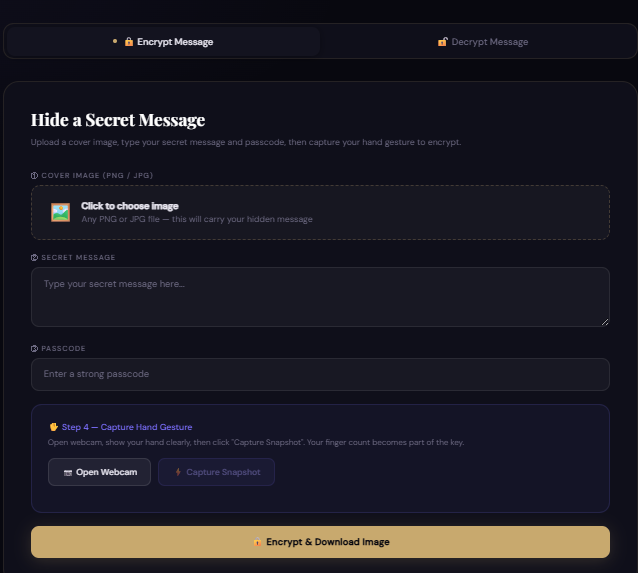 Encrypt Message
Decrypt Message
Hide a Secret Message
Upload a cover image, type your secret message and passcode, then capture your hand gesture to encrypt.
① COVER IMAGE (PNG / JPG)
Click to choose image
Any PNG or JPG file — this will carry your hidden message
② SECRET MESSAGE
Type your secret message here...
③ PASSCODE
Enter a strong passcode
Step 4 — Capture Hand Gesture
Open webcam, show your hand clearly, then click "Capture Snapshot". Your finger count becomes part of the key.
Open Webcam
Capture Snapshot
Encrypt & Download Image